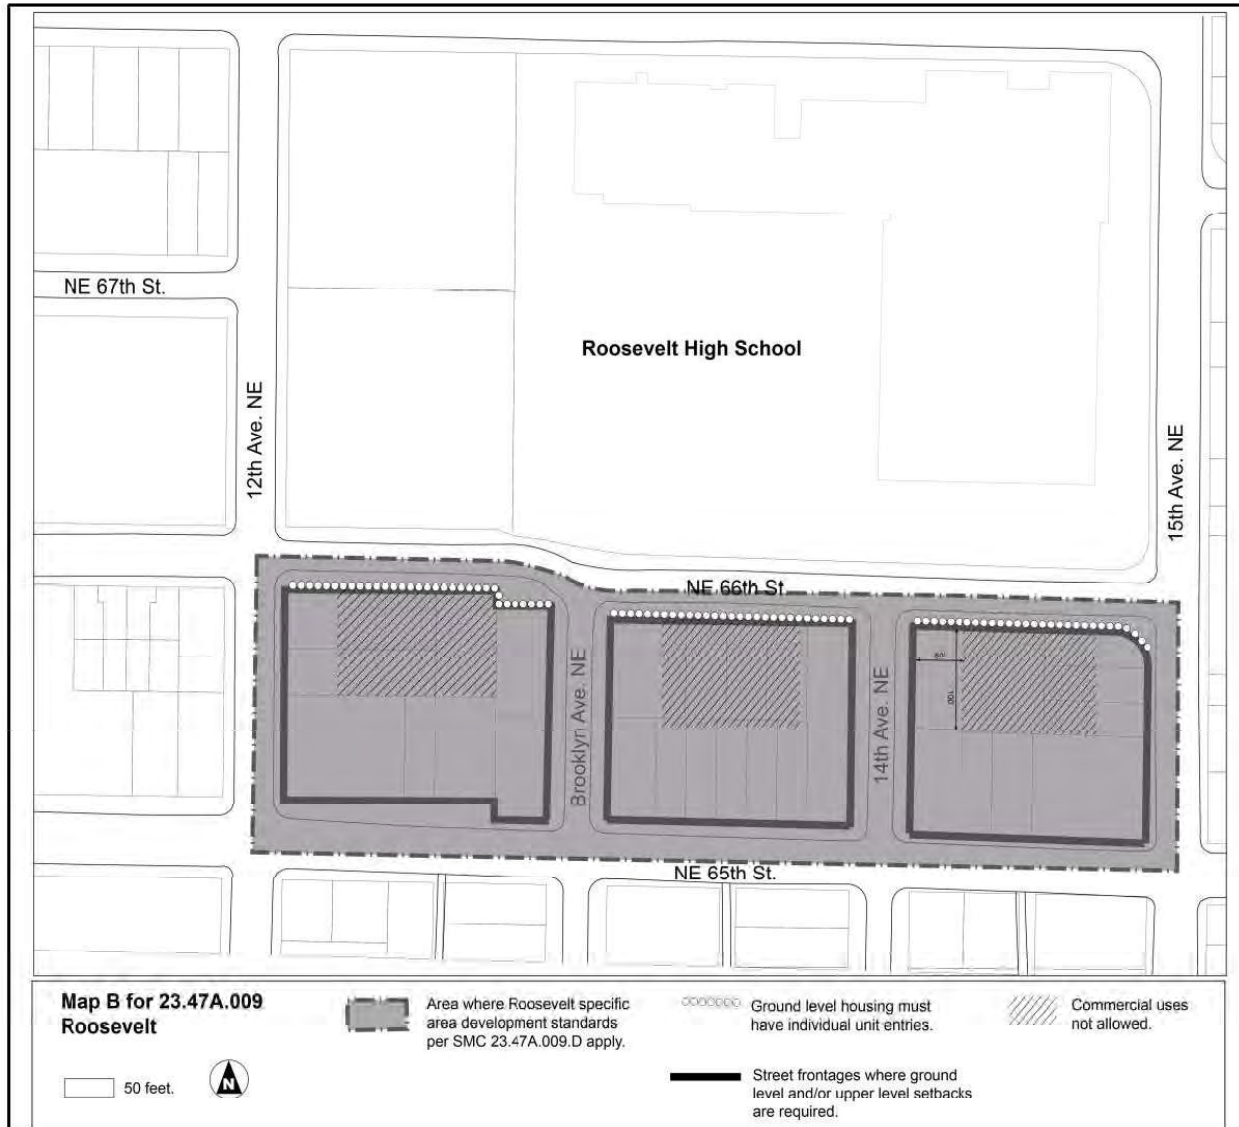 NE 67th St.
Roosevelt High School
12th Ave. NE
15th Ave. NE
NE 66th St.
Brooklyn Ave. NE
14th Ave. NE
100
NE 65th St.
Map B for 23.47A.009
Roosevelt
50 feet.
N
Area where Roosevelt specific
area development standards
per SMC 23.47A.009.D apply.
Ground level housing must
have individual unit entries.
Street frontages where ground
level and/or upper level setbacks
are required.
Commercial uses
not allowed.